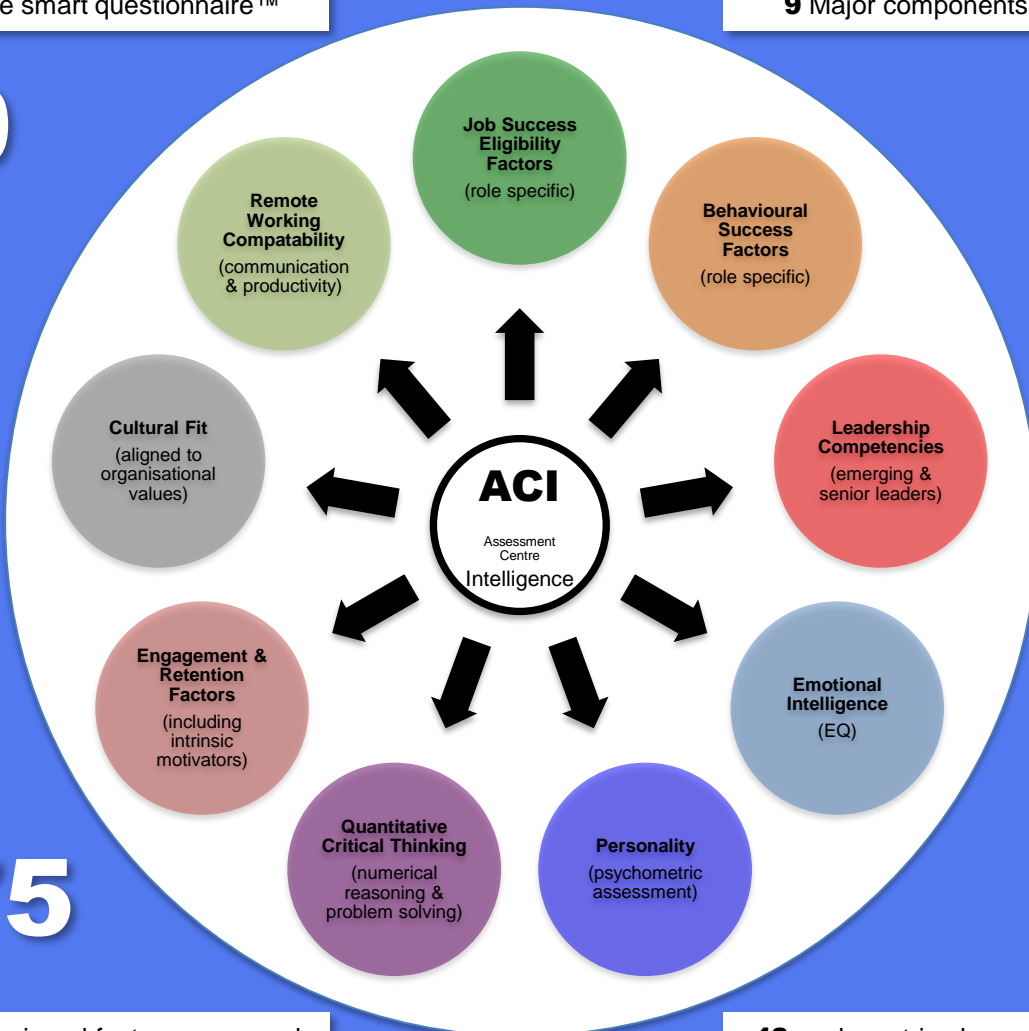 smart questionnaire™
9 Major components
Job Success
Eligibility
Factors
(role specific)
Remote
Working
Compatability
(communication
& productivity)
Behavioural
Success
Factors
(role specific)
Cultural Fit
(aligned to
organisational
values)
Leadership
Competencies
(emerging &
senior leaders)
ACI
Assessment
Centre
Intelligence
Engagement &
Retention
Factors
(including
intrinsic
motivators)
Emotional
Intelligence
(EQ)
Quantitative
Critical Thinking
(numerical
reasoning &
problem solving)
Personality
(psychometric
assessment)
5